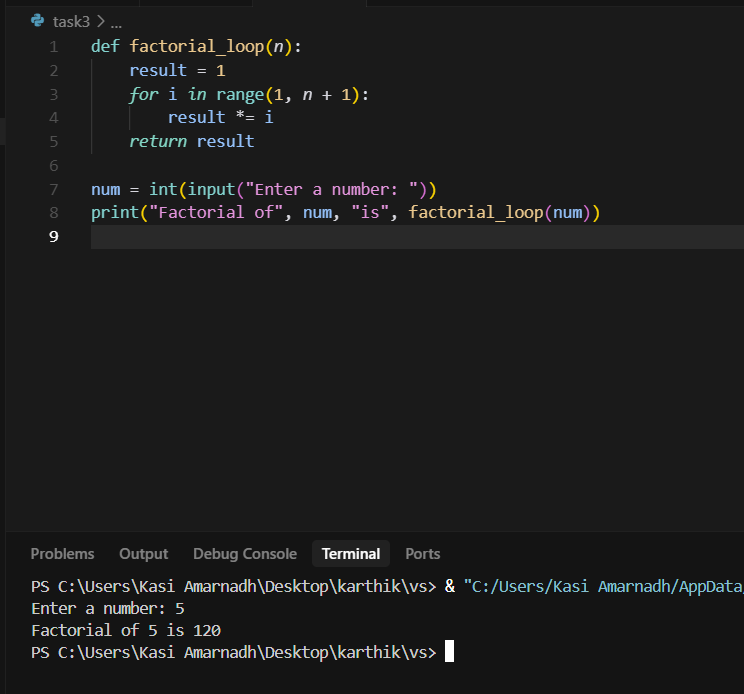 task3 > ...
1 def factorial_loop(n):
2     result = 1
3     for i in range(1, n + 1):
4         result *= i
5     return result
6
7 num = int(input("Enter a number: "))
8 print("Factorial of", num, "is", factorial_loop(num))
9
Problems Output Debug Console Terminal Ports
PS C:\Users\Kasi Amarnadh\Desktop\karthik\vs> & "C:/Users/Kasi Amarnadh/AppData/
Enter a number: 5
Factorial of 5 is 120
PS C:\Users\Kasi Amarnadh\Desktop\karthik\vs>